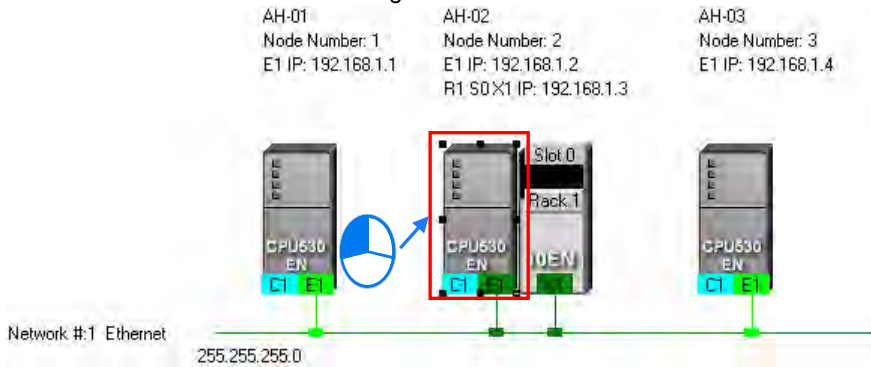 AH-01
Node Number: 1
E1 IP: 192.168.1.1
AH-02
Node Number: 2
E1 IP: 192.168.1.2
R1 S0 X1 IP: 192.168.1.3
AH-03
Node Number: 3
E1 IP: 192.168.1.4
CPU530
EN
C1 E1
CPU530
EN
C1 E1
Slot 0
Rack 1
0EN
X1
CPU530
EN
C1 E1
Network #:1 Ethernet
255.255.255.0